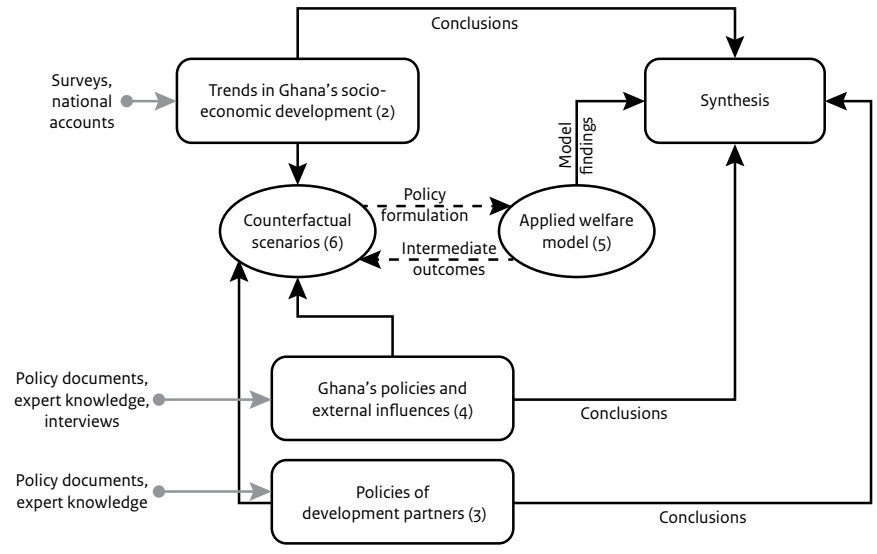 Conclusions
Surveys,
national
accounts
Trends in Ghana's socio-
economic development (2)
Synthesis
Model
findings
Counterfactual
scenarios (6)
Policy
formulation
Intermediate
outcomes
Applied welfare
model (5)
Policy documents,
expert knowledge,
interviews
Ghana's policies and
external influences (4)
Conclusions
Policy documents,
expert knowledge
Policies of
development partners (3)
Conclusions